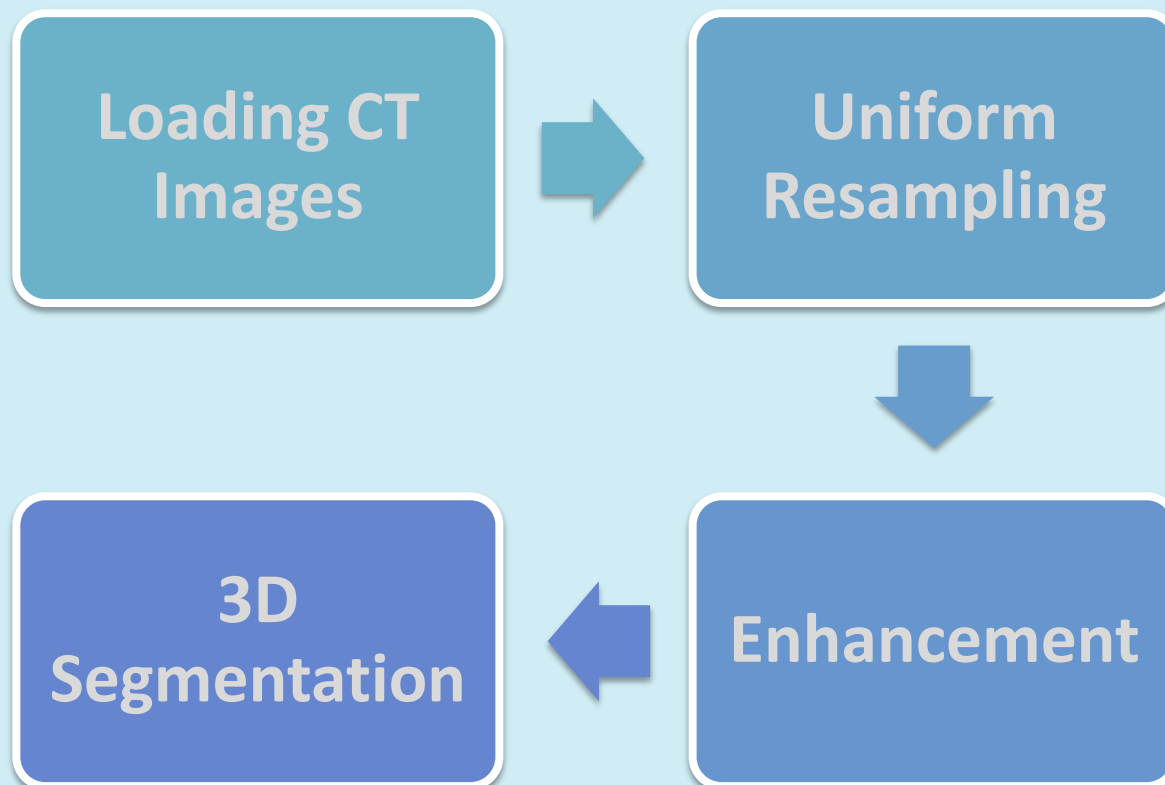 Loading CT
Images
Uniform
Resampling
Enhancement
3D
Segmentation